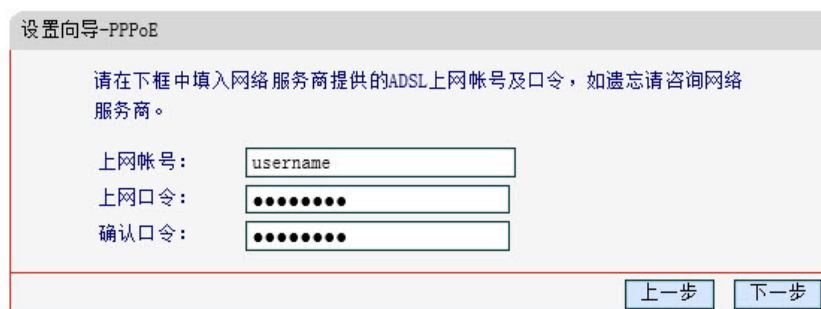 设置向导-PPPoE
请在下框中填入网络服务商提供的ADSL上网帐号及口令，如遗忘请咨询网络
服务商。
上网帐号： username
上网口令： ●●●●●●●●
确认口令： ●●●●●●●●
上一步 下一步